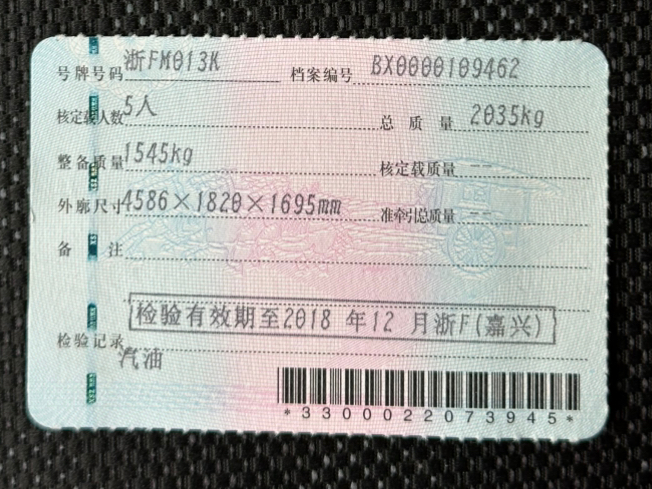 号牌号码 浙FM013K 档案编号 BX0000109462
核定载人数 5人 总质量 2035kg
整备质量 1545kg 核定载质量 --
外廓尺寸 4586×1820×1695mm 准牵引总质量 --
备注
检验有效期至2018年12月浙F(嘉兴)
检验记录
汽油
*3300022073945*